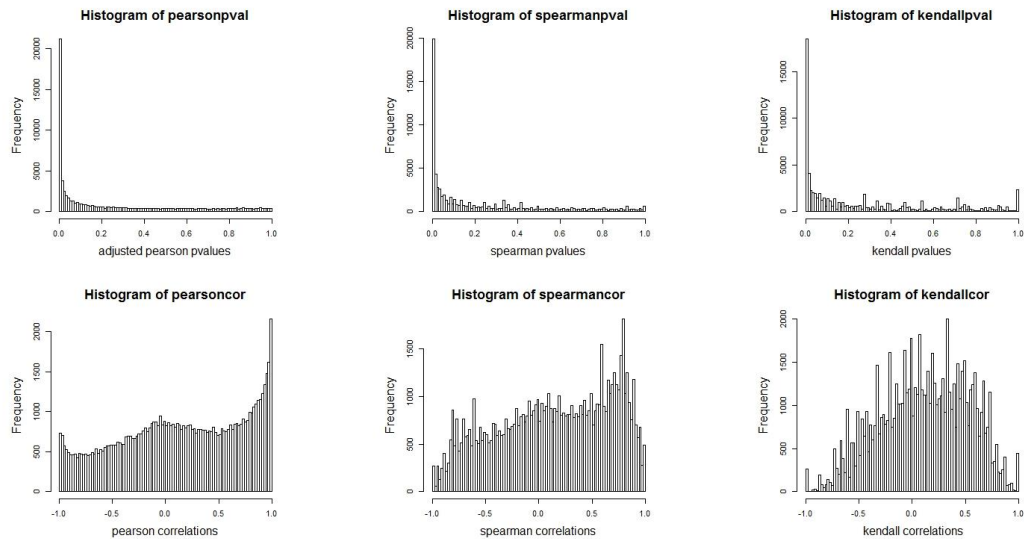 Histogram of pearsonpval
Frequency
0 5000 10000 15000 20000
0.0 0.2 0.4 0.6 0.8 1.0
adjusted pearson pvalues
Histogram of spearmanpval
Frequency
0 5000 10000 15000 20000
0.0 0.2 0.4 0.6 0.8 1.0
spearman pvalues
Histogram of kendallpval
Frequency
0 5000 10000 15000
0.0 0.2 0.4 0.6 0.8 1.0
kendall pvalues
Histogram of pearsoncor
Frequency
0 500 1000 1500 2000
-1.0 -0.5 0.0 0.5 1.0
pearson correlations
Histogram of spearmancor
Frequency
0 500 1000 1500
-1.0 -0.5 0.0 0.5 1.0
spearman correlations
Histogram of kendallcor
Frequency
0 500 1000 1500 2000
-1.0 -0.5 0.0 0.5 1.0
kendall correlations